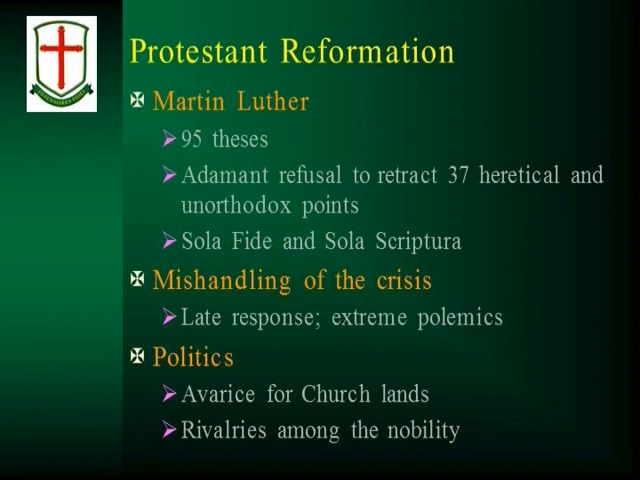 Protestant Reformation
Martin Luther
95 theses
Adamant refusal to retract 37 heretical and
unorthodox points
Sola Fide and Sola Scriptura
Mishandling of the crisis
Late response; extreme polemics
Politics
Avarice for Church lands
Rivalries among the nobility